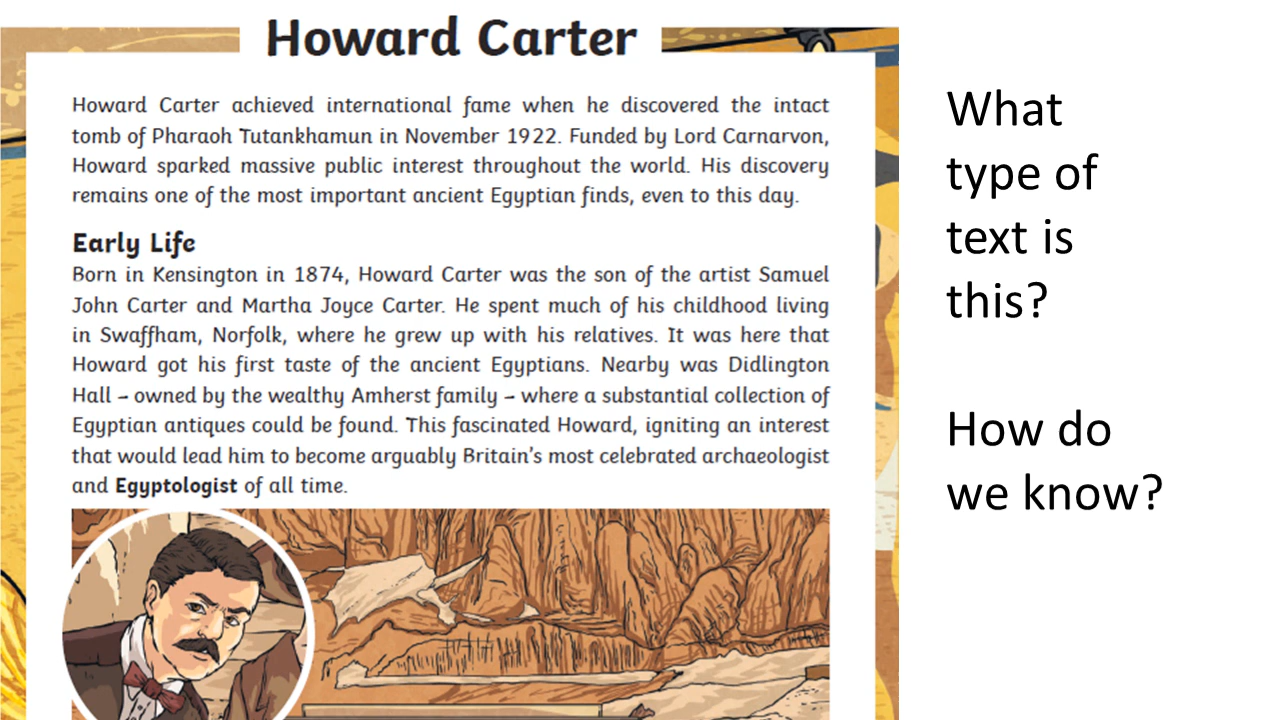 Howard Carter
Howard Carter achieved international fame when he discovered the intact
tomb of Pharaoh Tutankhamun in November 1922. Funded by Lord Carnarvon,
Howard sparked massive public interest throughout the world. His discovery
remains one of the most important ancient Egyptian finds, even to this day.
Early Life
Born in Kensington in 1874, Howard Carter was the son of the artist Samuel
John Carter and Martha Joyce Carter. He spent much of his childhood living
in Swaffham, Norfolk, where he grew up with his relatives. It was here that
Howard got his first taste of the ancient Egyptians. Nearby was Didlington
Hall – owned by the wealthy Amherst family – where a substantial collection of
Egyptian antiques could be found. This fascinated Howard, igniting an interest
that would lead him to become arguably Britain's most celebrated archaeologist
and Egyptologist of all time.
What
type of
text is
this?
How do
we know?